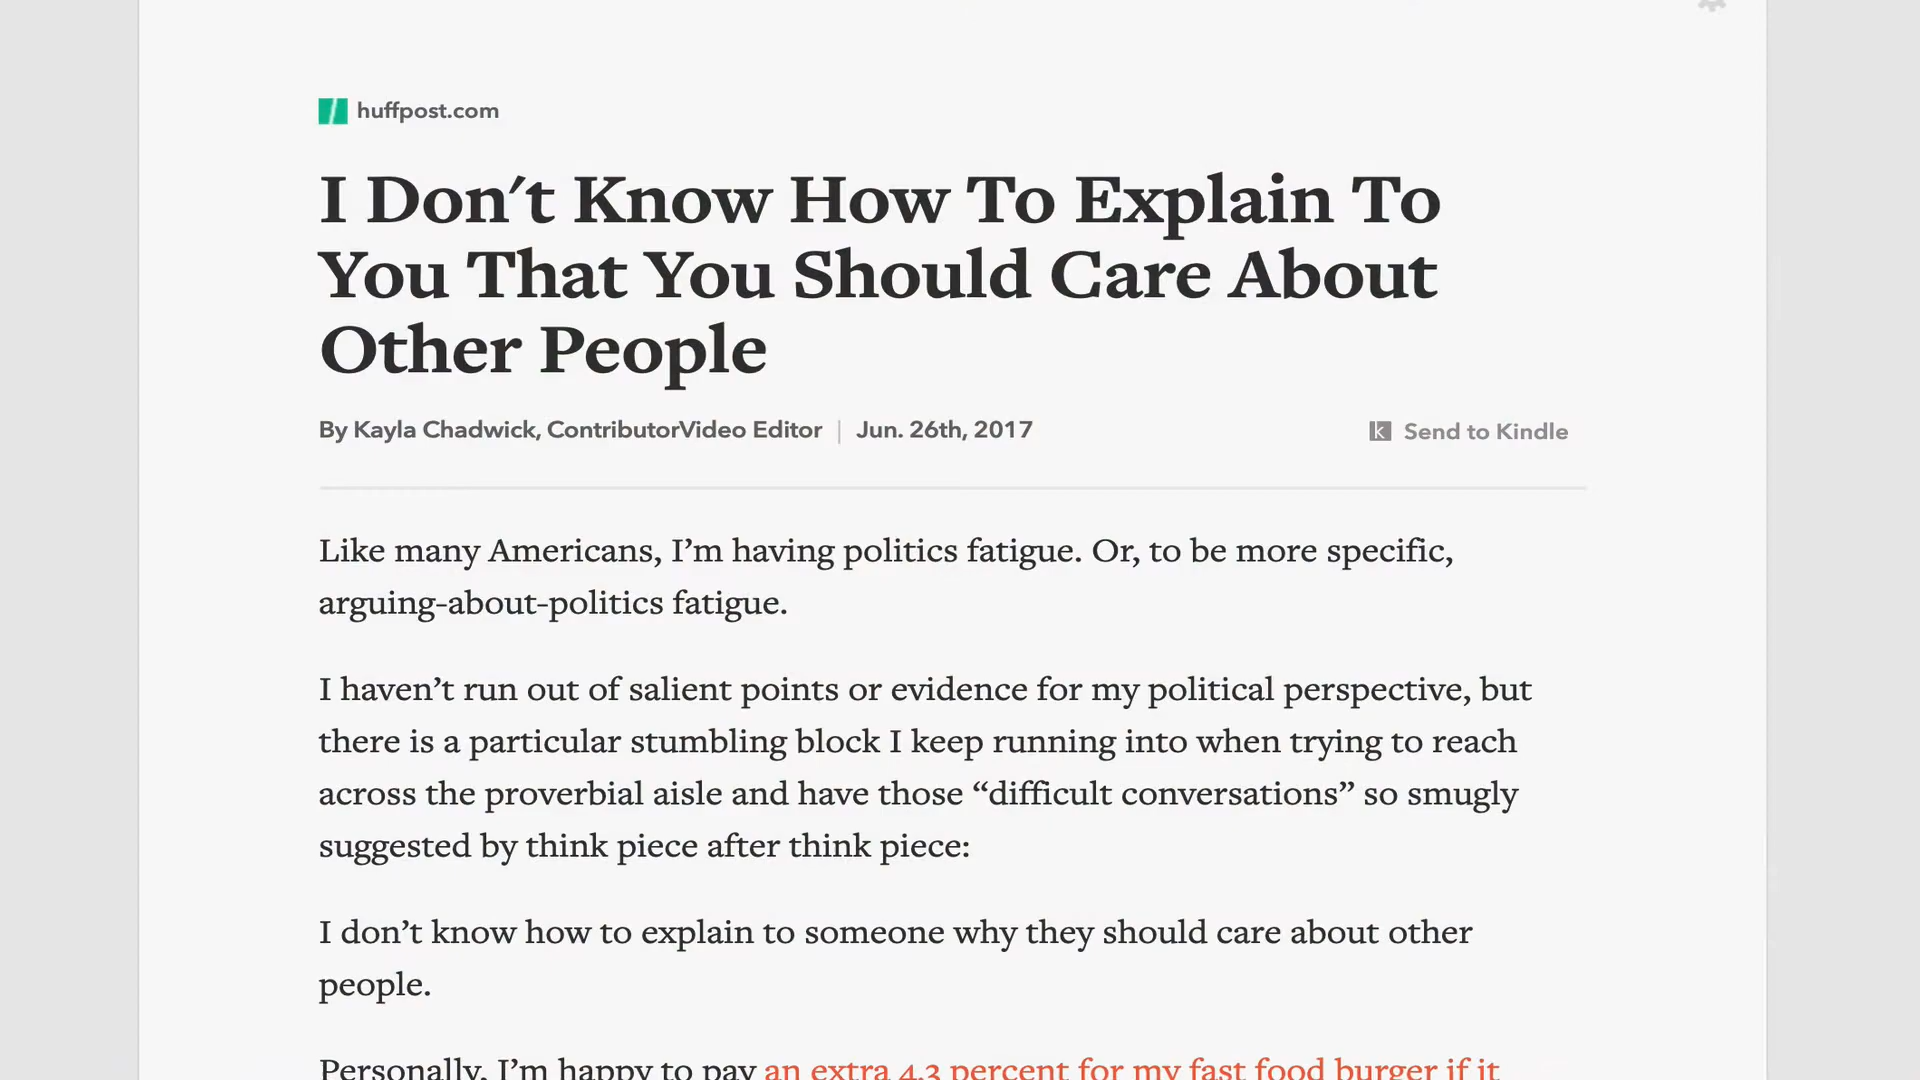 huffpost.com
I Don't Know How To Explain To
You That You Should Care About
Other People
By Kayla Chadwick, ContributorVideo Editor | Jun. 26th, 2017
Send to Kindle
Like many Americans, I’m having politics fatigue. Or, to be more specific,
arguing-about-politics fatigue.
I haven’t run out of salient points or evidence for my political perspective, but
there is a particular stumbling block I keep running into when trying to reach
across the proverbial aisle and have those “difficult conversations” so smugly
suggested by think piece after think piece:
I don’t know how to explain to someone why they should care about other
people.
Personally, I’m happy to pay an extra 4.3 percent for my fast food burger if it